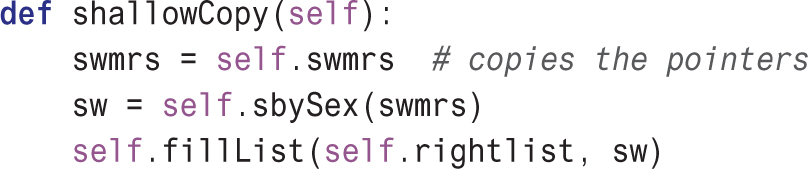 def shallowCopy(self):
    swmrs = self.swmrs  # copies the pointers
    sw = self.sbySex(swmrs)
    self.fillList(self.rightlist, sw)